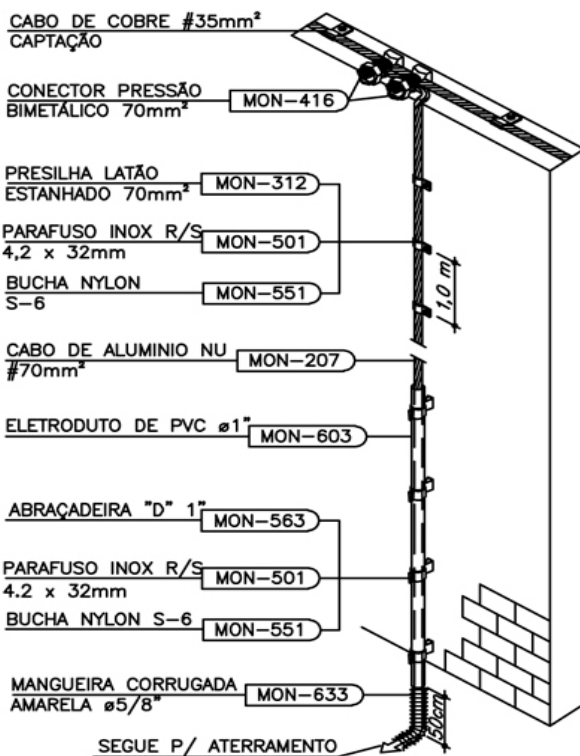 CABO DE COBRE #35mm²
CAPTAÇÃO
CONECTOR PRESSÃO
BIMETÁLICO 70mm²
MON-416
PRESILHA LATÃO
ESTANHADO 70mm²
MON-312
PARAFUSO INOX R/S
4,2 x 32mm
MON-501
BUCHA NYLON
S-6
MON-551
1,0 m
CABO DE ALUMINIO NU
#70mm²
MON-207
ELETRODUTO DE PVC ø1"
MON-603
ABRAÇADEIRA "D" 1"
MON-563
PARAFUSO INOX R/S
4.2 x 32mm
MON-501
BUCHA NYLON S-6
MON-551
MANGUEIRA CORRUGADA
AMARELA ø5/8"
MON-633
50cm
SEGUE P/ ATERRAMENTO